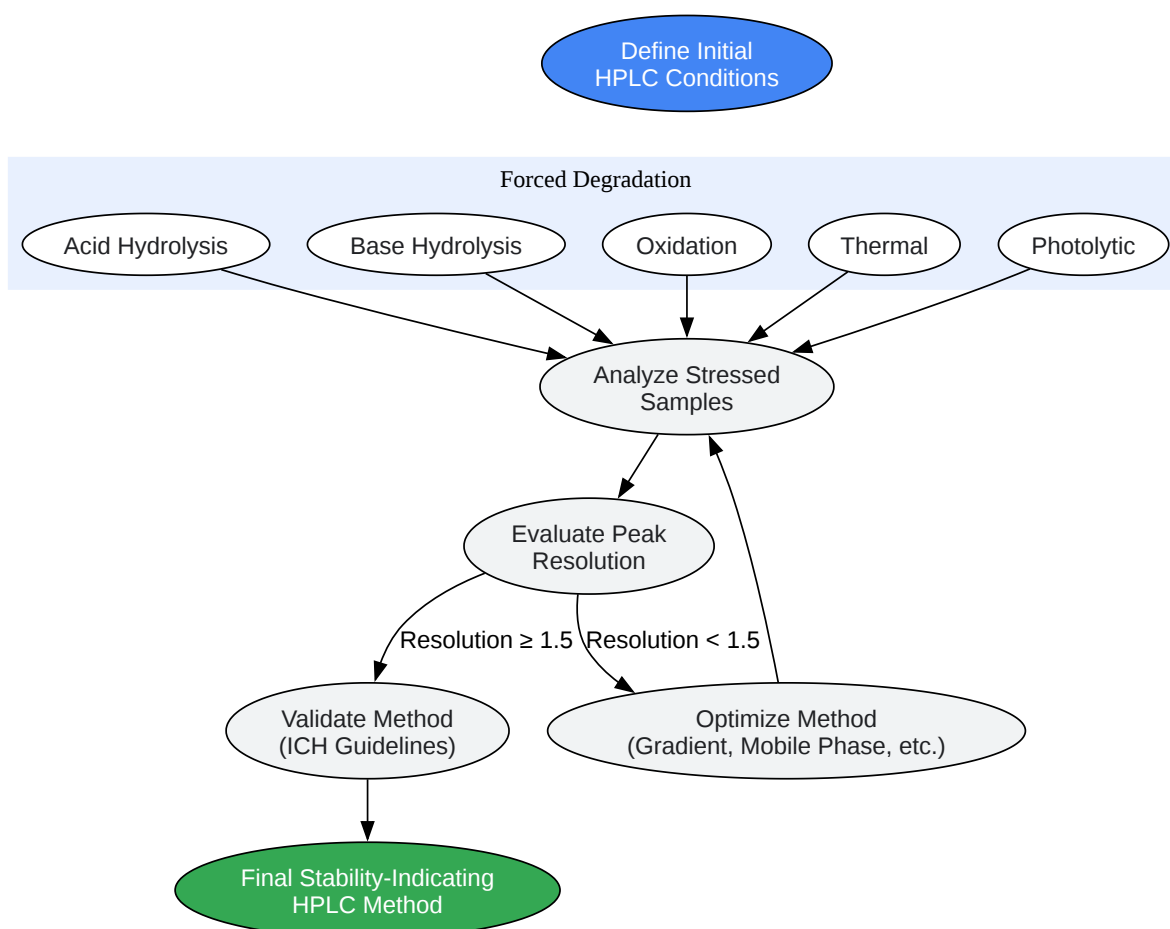 Define Initial
HPLC Conditions
Forced Degradation
Acid Hydrolysis
Base Hydrolysis
Oxidation
Thermal
Photolytic
Analyze Stressed
Samples
Evaluate Peak
Resolution
Resolution ≥ 1.5
Resolution < 1.5
Validate Method
(ICH Guidelines)
Optimize Method
(Gradient, Mobile Phase, etc.)
Final Stability-Indicating
HPLC Method